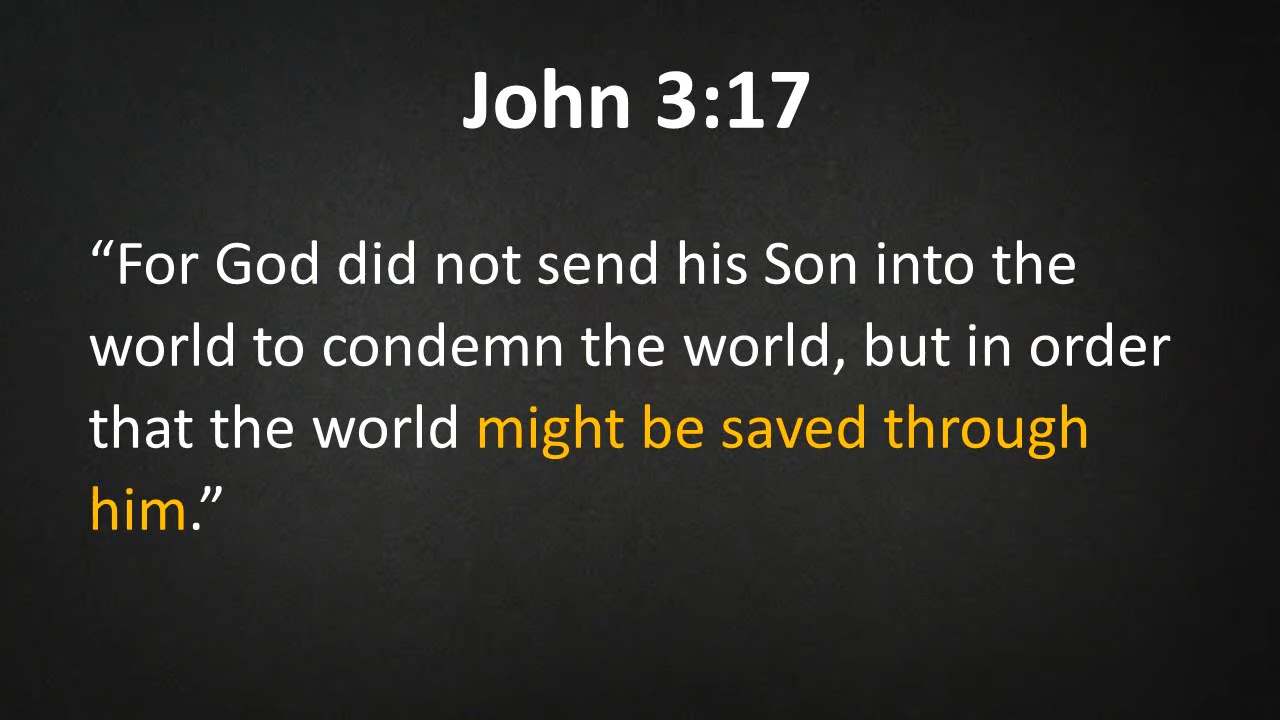 John 3:17
“For God did not send his Son into the
world to condemn the world, but in order
that the world might be saved through
him.”